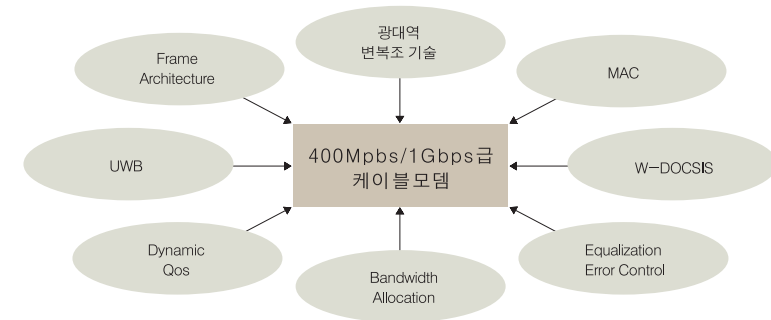 광대역
변복조 기술
Frame
Architecture
MAC
UWB
400Mpbs/1Gbps급
케이블모뎀
W-DOCSIS
Dynamic
Qos
Bandwidth
Allocation
Equalization
Error Control